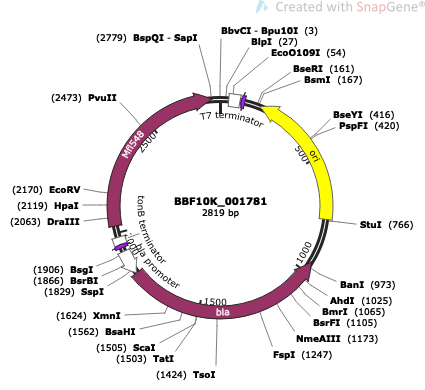 Created with SnapGene®
(2779) BspQI - SapI
BbvCI - Bpu10I (3)
BlpI (27)
EcoO109I (54)
BseRI (161)
BsmI (167)
(2473) PvuII
BseYI (416)
PspFI (420)
T7 terminator
Mfl548
2500
ori
500
(2170) EcoRV
(2119) HpaI
(2063) DraIII
BBF10K_001781
2819 bp
StuI (766)
tonB terminator
bla promoter
1000
(1906) BsgI
(1866) BsrBI
(1829) SspI
BanI (973)
AhdI (1025)
BmrI (1065)
BsrFI (1105)
NmeAIII (1173)
FspI (1247)
1500
bla
(1624) XmnI
(1562) BsaHI
(1505) ScaI
(1503) TatI
(1424) TsoI